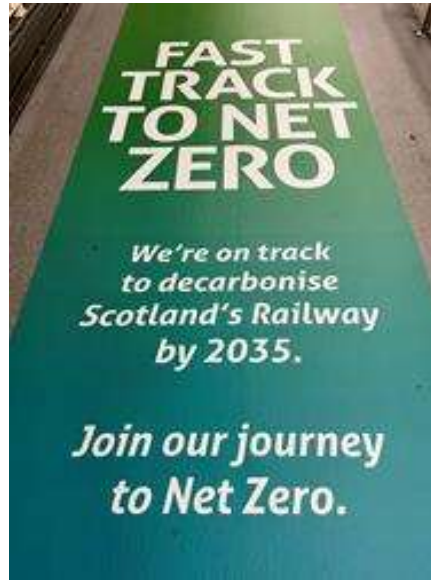 FAST
TRACK
TO NET
ZERO
We're on track
to decarbonise
Scotland's Railway
by 2035.
Join our journey
to Net Zero.